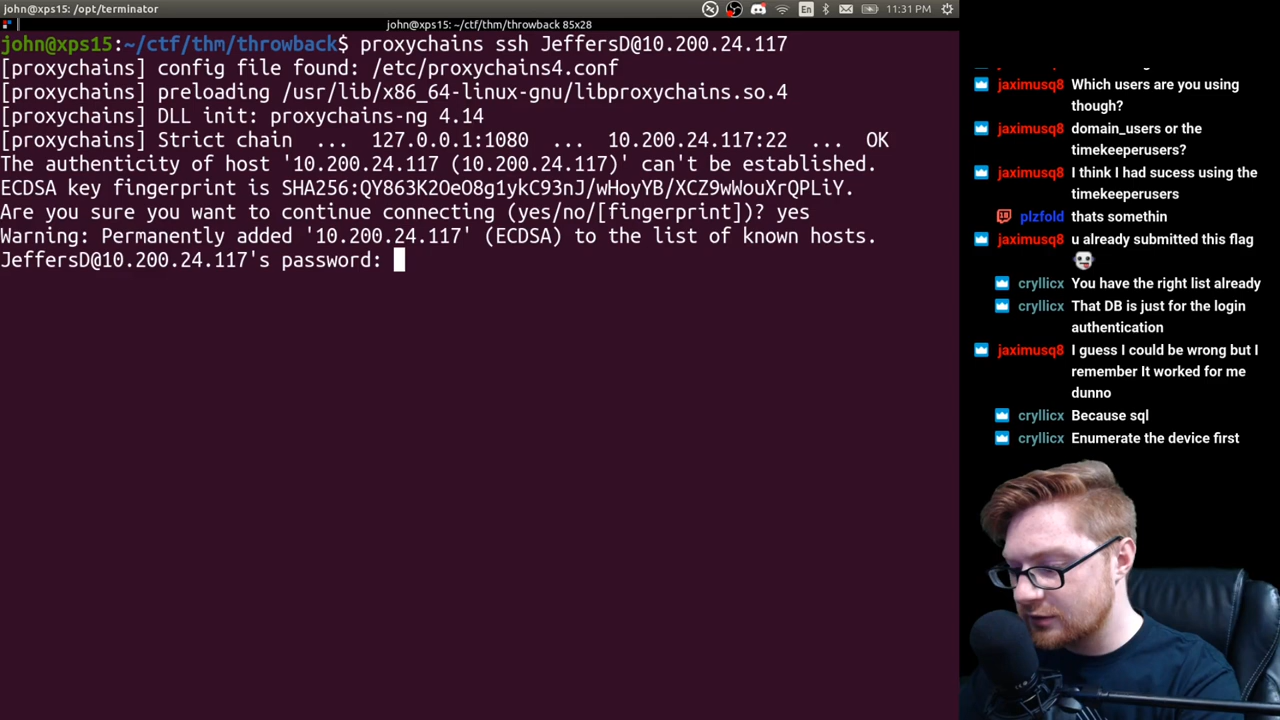 john@xps15: /opt/terminator
En
11:31 PM
john@xps15: ~/ctf/thm/throwback 85x28
john@xps15:~/ctf/thm/throwback$ proxychains ssh JeffersD@10.200.24.117
[proxychains] config file found: /etc/proxychains4.conf
[proxychains] preloading /usr/lib/x86_64-linux-gnu/libproxychains.so.4
[proxychains] DLL init: proxychains-ng 4.14
[proxychains] Strict chain  ...  127.0.0.1:1080  ...  10.200.24.117:22  ...  OK
The authenticity of host '10.200.24.117 (10.200.24.117)' can't be established.
ECDSA key fingerprint is SHA256:QY863K2OeO8g1ykC93nJ/wHoyYB/XCZ9wWouXrQPLiY.
Are you sure you want to continue connecting (yes/no/[fingerprint])? yes
Warning: Permanently added '10.200.24.117' (ECDSA) to the list of known hosts.
JeffersD@10.200.24.117's password:
jaximusq8 Which users are you using
though?
jaximusq8 domain_users or the
timekeeperusers?
jaximusq8 I think I had sucess using the
timekeeperusers
plzfold thats somethin
jaximusq8 u already submitted this flag
cryllicx You have the right list already
cryllicx That DB is just for the login
authentication
jaximusq8 I guess I could be wrong but I
remember It worked for me
dunno
cryllicx Because sql
cryllicx Enumerate the device first